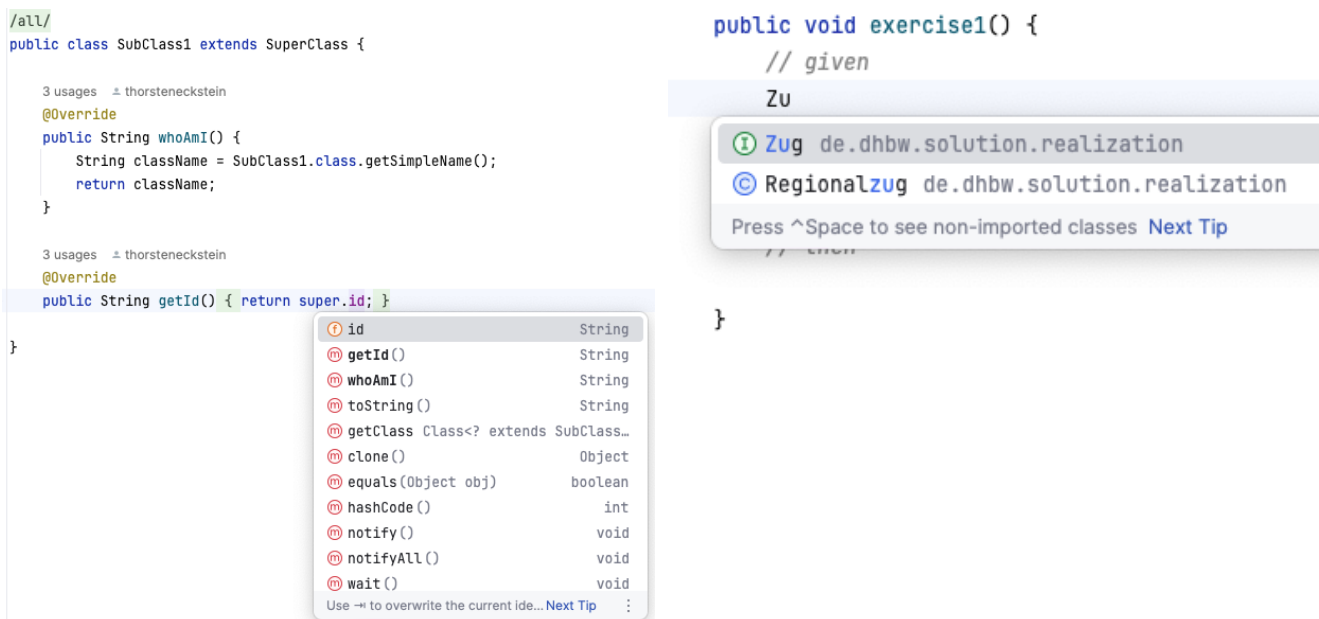 /all/
public class SubClass1 extends SuperClass {
3 usages thorsteneckstein
@Override
public String whoAmI() {
String className = SubClass1.class.getSimpleName();
return className;
}
3 usages thorsteneckstein
@Override
public String getId() { return super.id; }
}
f id String
m getId() String
m whoAmI() String
m toString() String
m getClass Class<? extends SubClass…
m clone() Object
m equals(Object obj) boolean
m hashCode() int
m notify() void
m notifyAll() void
m wait() void
Use ⇥ to overwrite the current ide... Next Tip ⋮
public void exercise1() {
// given
Zu
I Zug de.dhbw.solution.realization
C Regionalzug de.dhbw.solution.realization
Press ^Space to see non-imported classes Next Tip
// then
}